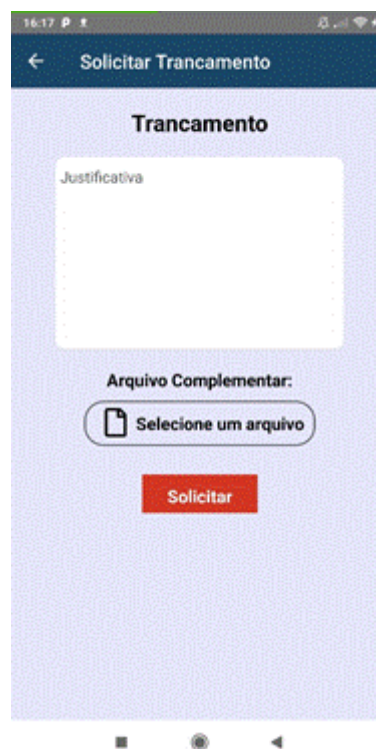 16:17
Solicitar Trancamento
Trancamento
Justificativa
Arquivo Complementar:
Selecione um arquivo
Solicitar